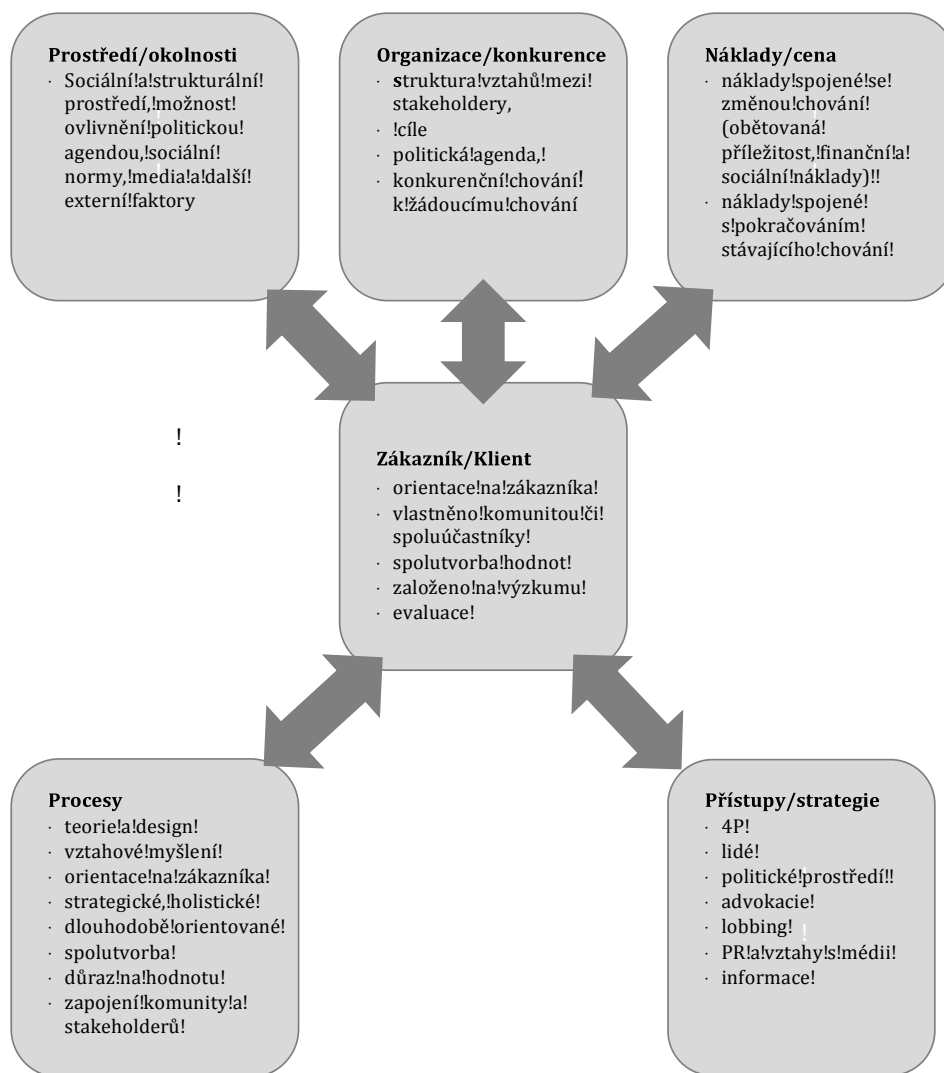 Prostředí/okolnosti
· Sociální!a!strukturální!
prostředí,!možnost!
ovlivnění!politickou!
agendou,!sociální!
normy,!media!a!další!
externí!faktory
Organizace/konkurence
· struktura!vztahů!mezi!
stakeholdery,
· !cíle
· politická!agenda,!
· konkurenční!chování!
k!žádoucímu!chování
Náklady/cena
· náklady!spojené!se!
změnou!chování!
(obětovaná!
příležitost,!finanční!a!
sociální!náklady)!!
· náklady!spojené!
s!pokračováním!
stávajícího!chování!
!
!
Zákazník/Klient
· orientace!na!zákazníka!
· vlastněno!komunitou!či!
spoluúčastníky!
· spolutvorba!hodnot!
· založeno!na!výzkumu!
· evaluace!
Procesy
· teorie!a!design!
· vztahové!myšlení!
· orientace!na!zákazníka!
· strategické,!holistické!
· dlouhodobě!orientované!
· spolutvorba!
· důraz!na!hodnotu!
· zapojení!komunity!a!
stakeholderů!
Přístupy/strategie
· 4P!
· lidé!
· politické!prostředí!!
· advokacie!
· lobbing!
· PR!a!vztahy!s!médii!
· informace!